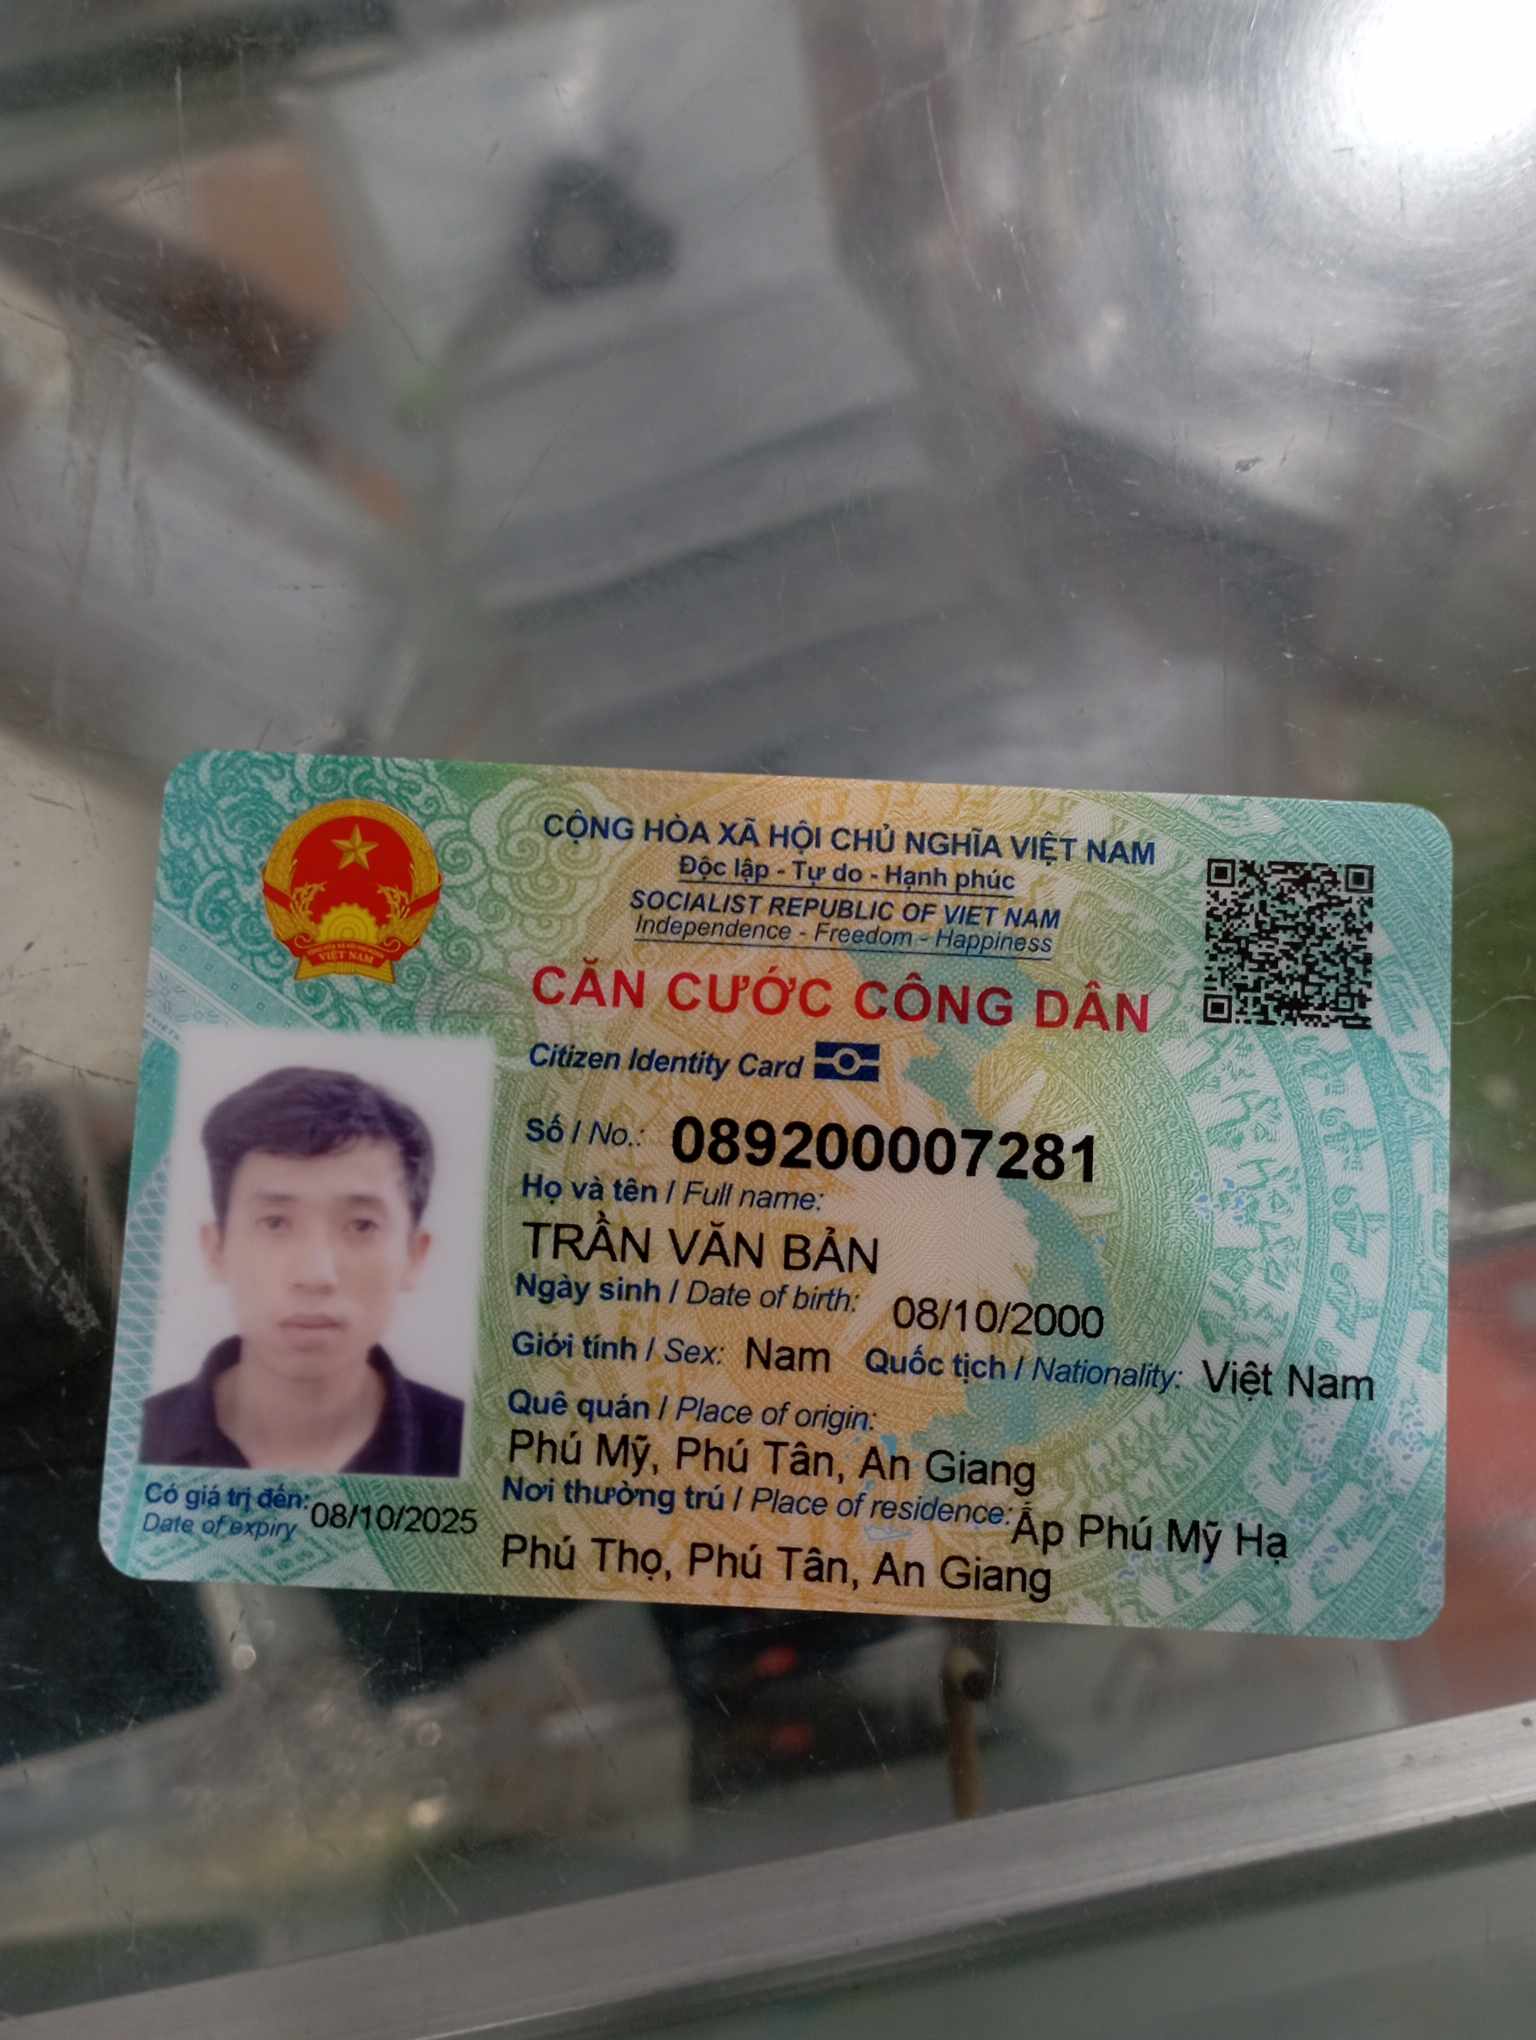 CỘNG HÒA XÃ HỘI CHỦ NGHĨA VIỆT NAM
Độc lập - Tự do - Hạnh phúc
SOCIALIST REPUBLIC OF VIET NAM
Independence - Freedom - Happiness
CĂN CƯỚC CÔNG DÂN
Citizen Identity Card
VIỆT NAM
Số / No.: 089200007281
Họ và tên / Full name:
TRẦN VĂN BẢN
Ngày sinh / Date of birth: 08/10/2000
Giới tính / Sex: Nam Quốc tịch / Nationality: Việt Nam
Quê quán / Place of origin:
Phú Mỹ, Phú Tân, An Giang
Nơi thường trú / Place of residence: Ấp Phú Mỹ Hạ
Phú Thọ, Phú Tân, An Giang
Có giá trị đến: 08/10/2025
Date of expiry